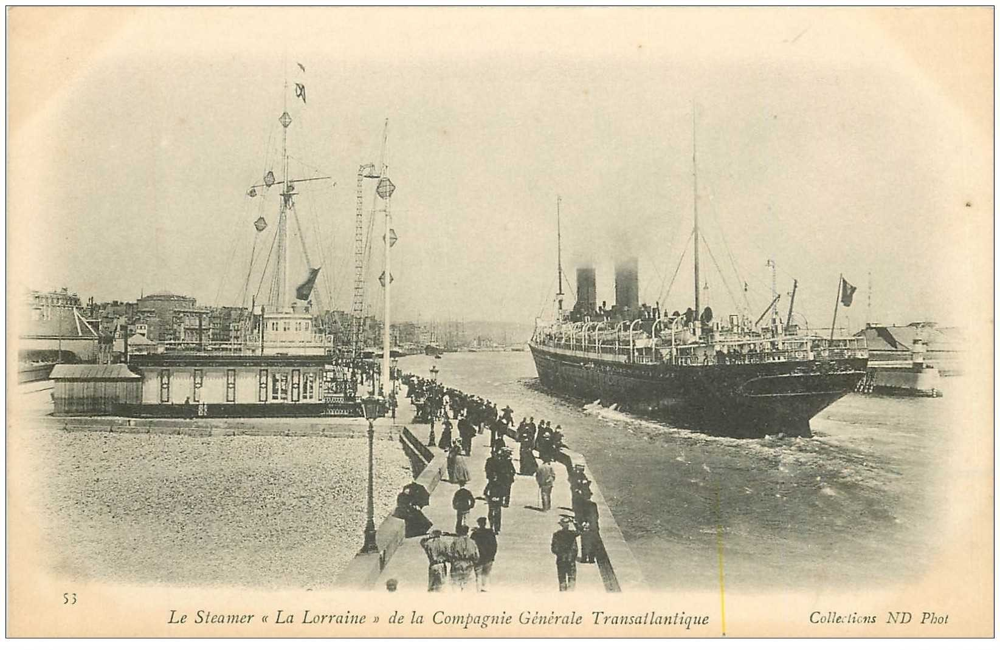 53
Le Steamer « La Lorraine » de la Compagnie Générale Transatlantique
Collections ND Phot